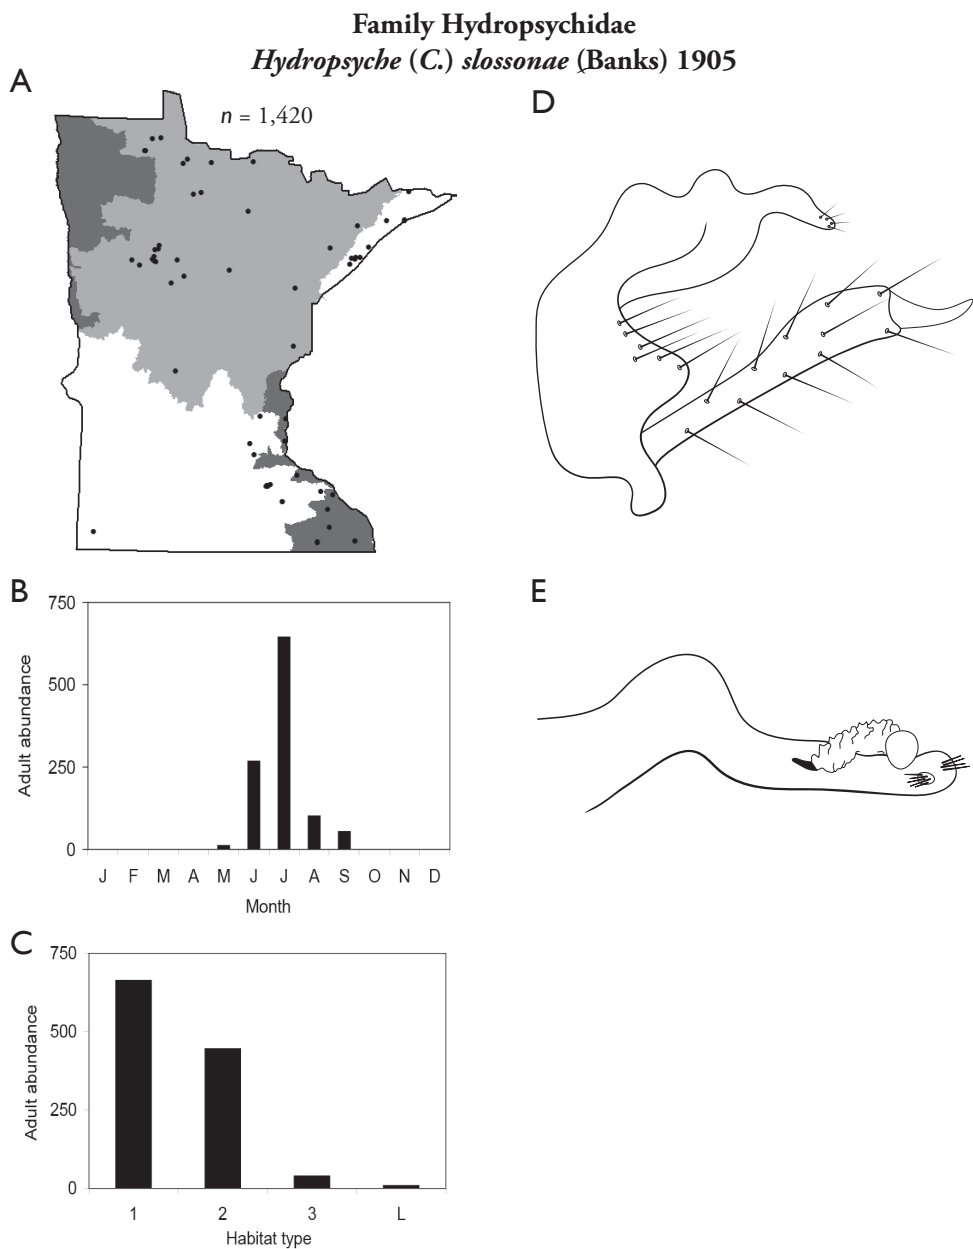 Family Hydropsychidae
Hydropsyche (C.) slossonae (Banks) 1905
A
n = 1,420
D
B
750
500
250
0
Adult abundance
J F M A M J J A S O N D
Month
E
C
750
500
250
0
Adult abundance
1 2 3 L
Habitat type